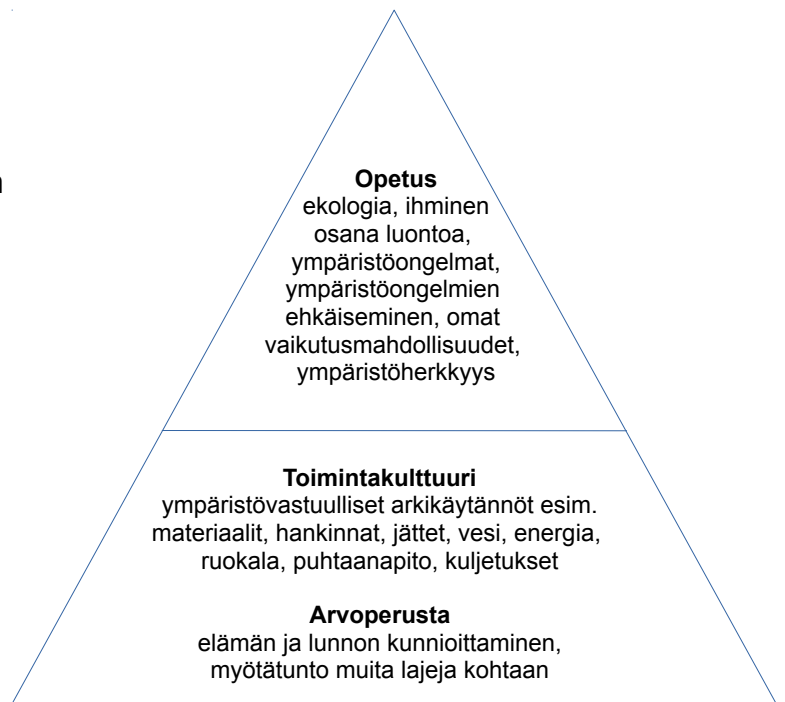 Opetus
ekologia, ihminen
osana luontoa,
ympäristöongelmat,
ympäristöongelmien
ehkäiseminen, omat
vaikutusmahdollisuudet,
ympäristöherkkyys
Toimintakulttuuri
ympäristövastuulliset arkikäytännöt esim.
materiaalit, hankinnat, jättet, vesi, energia,
ruokala, puhtaanapito, kuljetukset
Arvoperusta
elämän ja lunnon kunnioittaminen,
myötätunto muita lajeja kohtaan